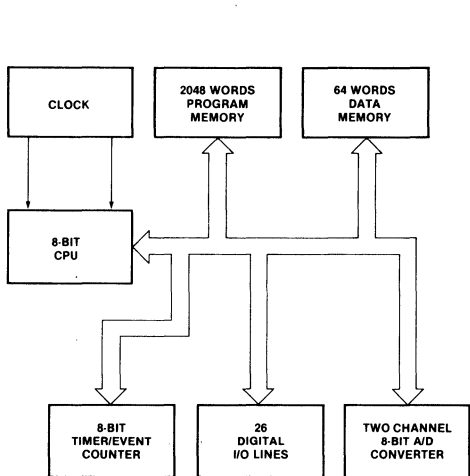 CLOCK
2048 WORDS
PROGRAM
MEMORY
64 WORDS
DATA
MEMORY
8-BIT
CPU
8-BIT
TIMER/EVENT
COUNTER
26
DIGITAL
I/O LINES
TWO CHANNEL
8-BIT A/D
CONVERTER